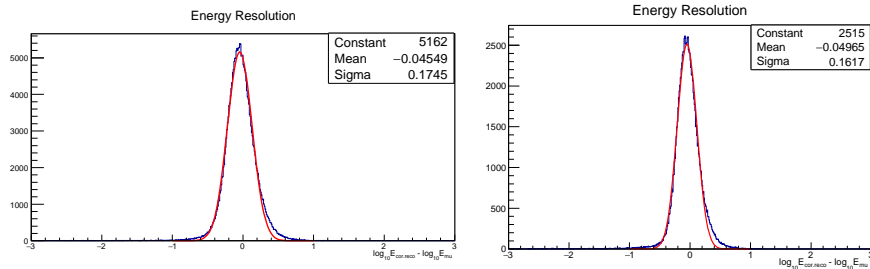 Energy Resolution
Constant 5162
Mean −0.04549
Sigma 0.1745
5000
4000
3000
2000
1000
0
−3 −2 −1 0 1 2 3
log10Ecor.reco - log10Emu
Energy Resolution
Constant 2515
Mean −0.04965
Sigma 0.1617
2500
2000
1500
1000
500
0
−3 −2 −1 0 1 2 3
log10Ecor.reco - log10Emu